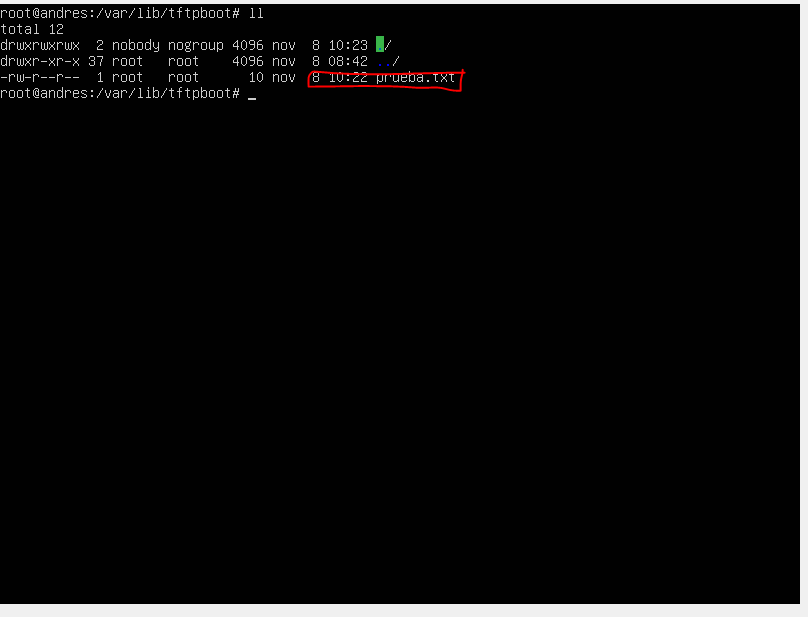 root@andres:/var/lib/tftpboot# ll
total 12
drwxrwxrwx  2 nobody nogroup 4096 nov  8 10:23 ./
drwxr-xr-x 37 root   root    4096 nov  8 08:42 ../
-rw-r--r--  1 root   root      10 nov  8 10:22 prueba.txt
root@andres:/var/lib/tftpboot# _